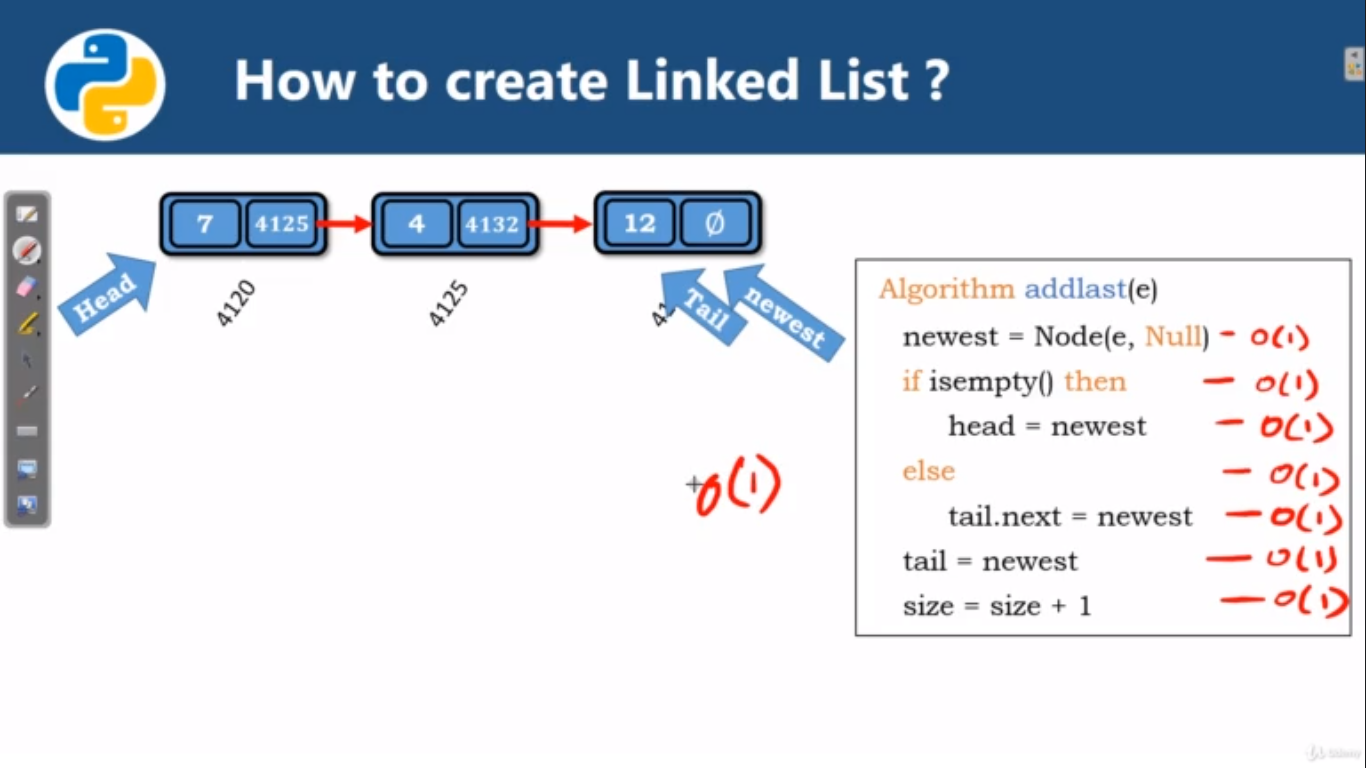 How to create Linked List ?
7 4125 4 4132 12 ∅
Head
4120
4125
Tail
newest
Algorithm addlast(e)
newest = Node(e, Null) - O(1)
if isempty() then - O(1)
head = newest - O(1)
else - O(1)
tail.next = newest - O(1)
tail = newest - O(1)
size = size + 1 - O(1)
O(1)
Udemy